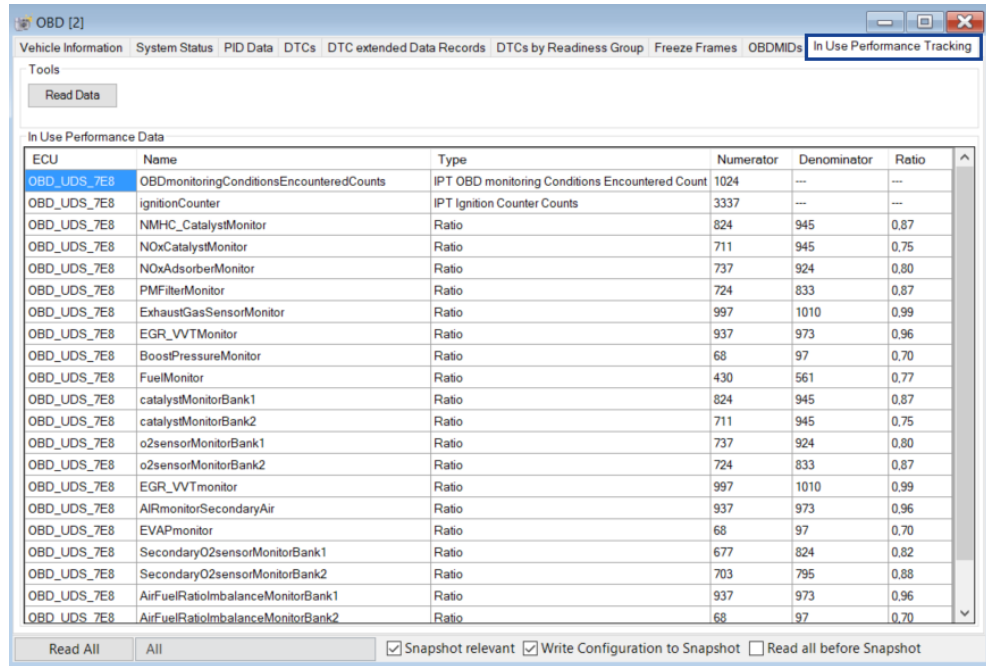 OBD [2]
Vehicle Information System Status PID Data DTCs DTC extended Data Records DTCs by Readiness Group Freeze Frames OBDMIDs In Use Performance Tracking
Tools
Read Data
In Use Performance Data
ECU Name Type Numerator Denominator Ratio
OBD_UDS_7E8 OBDmonitoringConditionsEncounteredCounts IPT OBD monitoring Conditions Encountered Count 1024 --- ---
OBD_UDS_7E8 ignitionCounter IPT Ignition Counter Counts 3337 --- ---
OBD_UDS_7E8 NMHC_CatalystMonitor Ratio 824 945 0,87
OBD_UDS_7E8 NOxCatalystMonitor Ratio 711 945 0,75
OBD_UDS_7E8 NOxAdsorberMonitor Ratio 737 924 0,80
OBD_UDS_7E8 PMFilterMonitor Ratio 724 833 0,87
OBD_UDS_7E8 ExhaustGasSensorMonitor Ratio 997 1010 0,99
OBD_UDS_7E8 EGR_VVTMonitor Ratio 937 973 0,96
OBD_UDS_7E8 BoostPressureMonitor Ratio 68 97 0,70
OBD_UDS_7E8 FuelMonitor Ratio 430 561 0,77
OBD_UDS_7E8 catalystMonitorBank1 Ratio 824 945 0,87
OBD_UDS_7E8 catalystMonitorBank2 Ratio 711 945 0,75
OBD_UDS_7E8 o2sensorMonitorBank1 Ratio 737 924 0,80
OBD_UDS_7E8 o2sensorMonitorBank2 Ratio 724 833 0,87
OBD_UDS_7E8 EGR_VVTmonitor Ratio 997 1010 0,99
OBD_UDS_7E8 AIRmonitorSecondaryAir Ratio 937 973 0,96
OBD_UDS_7E8 EVAPmonitor Ratio 68 97 0,70
OBD_UDS_7E8 SecondaryO2sensorMonitorBank1 Ratio 677 824 0,82
OBD_UDS_7E8 SecondaryO2sensorMonitorBank2 Ratio 703 795 0,88
OBD_UDS_7E8 AirFuelRatioImbalanceMonitorBank1 Ratio 937 973 0,96
OBD_UDS_7E8 AirFuelRatioImbalanceMonitorBank2 Ratio 68 97 0,70
Read All All Snapshot relevant Write Configuration to Snapshot Read all before Snapshot